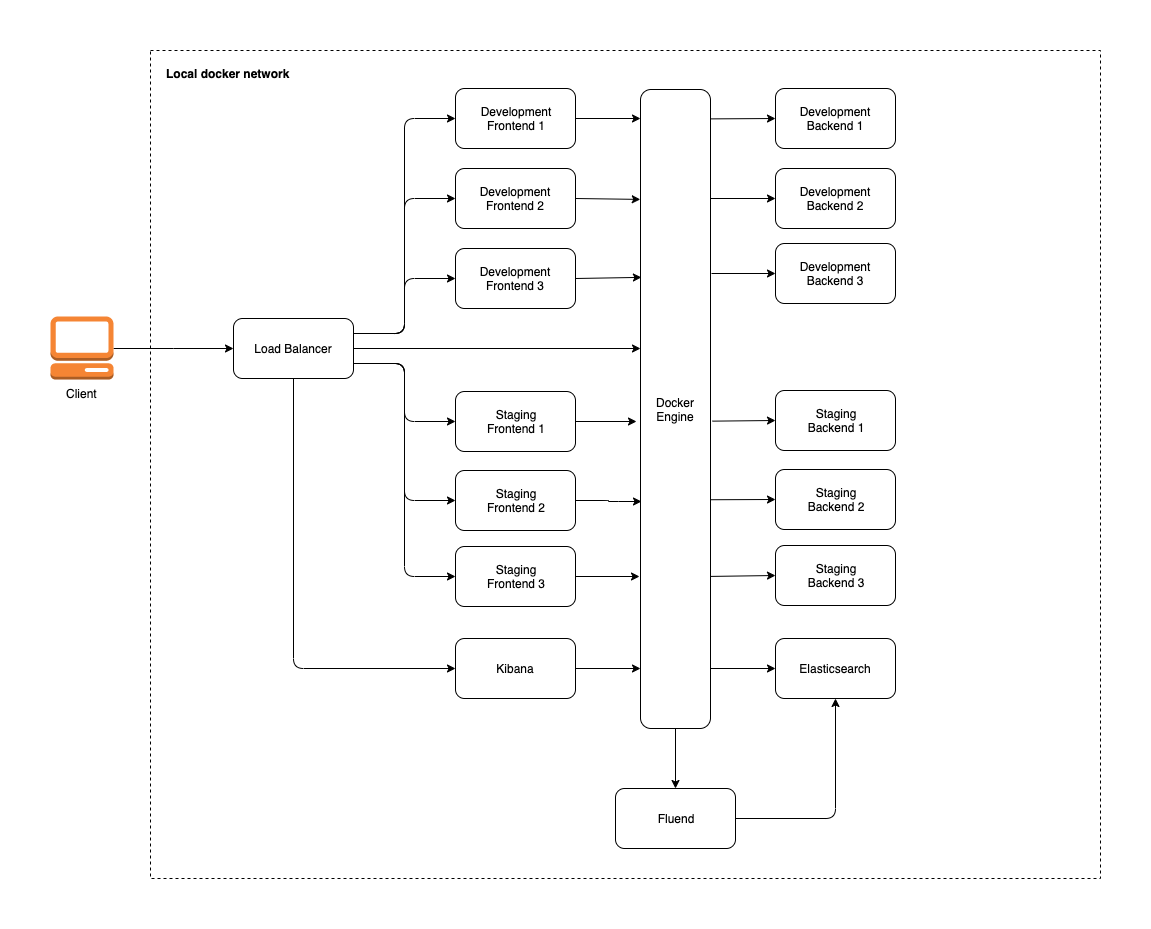 Local docker network
Development
Frontend 1
Development
Backend 1
Development
Frontend 2
Development
Backend 2
Development
Frontend 3
Development
Backend 3
Load Balancer
Client
Docker
Engine
Staging
Frontend 1
Staging
Backend 1
Staging
Frontend 2
Staging
Backend 2
Staging
Frontend 3
Staging
Backend 3
Kibana
Elasticsearch
Fluend